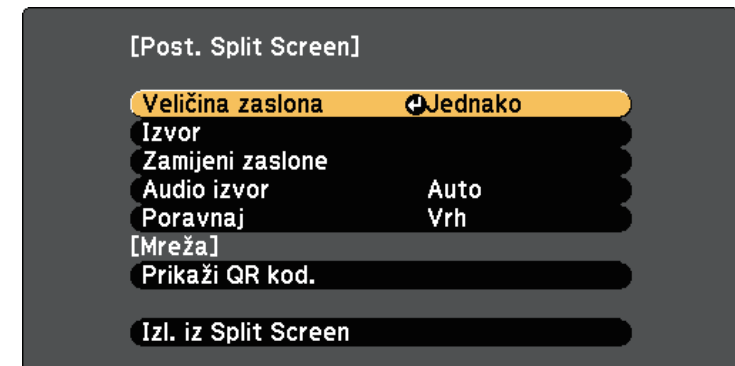 [Post. Split Screen]
Veličina zaslona Jednako
Izvor
Zamijeni zaslone
Audio izvor Auto
Poravnaj Vrh
[Mreža]
Prikaži QR kod.
Izl. iz Split Screen